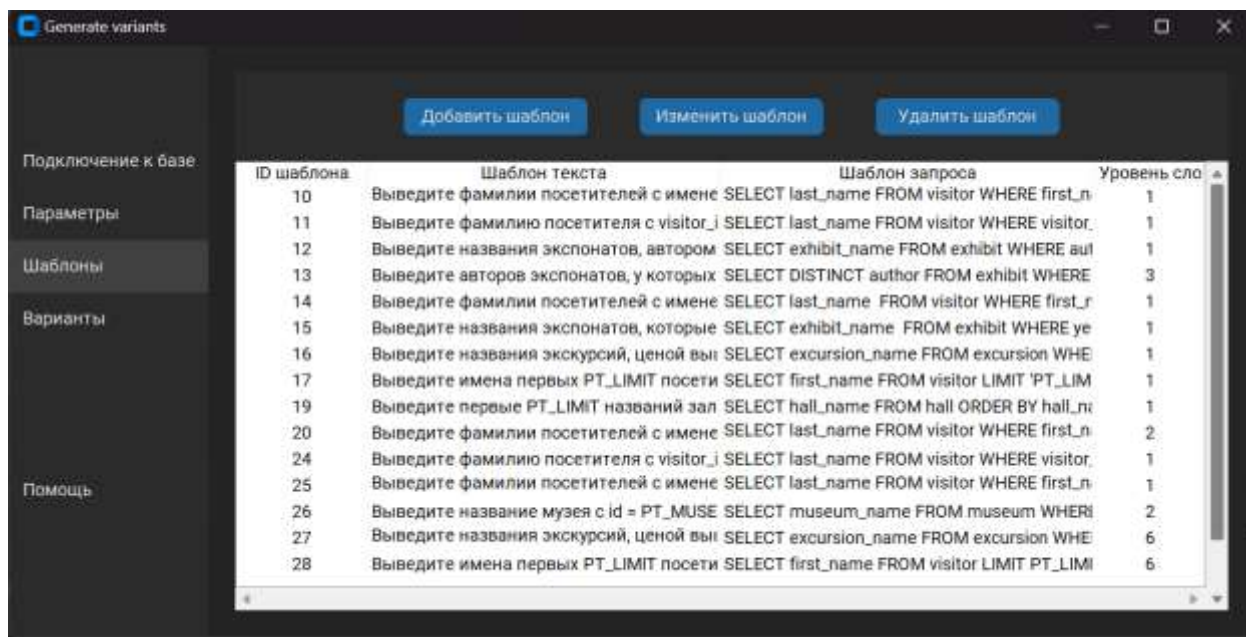 Generate variants
Добавить шаблон Изменить шаблон Удалить шаблон
Подключение к базе
Параметры
Шаблоны
Варианты
Помощь
ID шаблона Шаблон текста Шаблон запроса Уровень сло
10 Выведите фамилии посетителей с имене SELECT last_name FROM visitor WHERE first_n
11 Выведите фамилию посетителя с visitor_i SELECT last_name FROM visitor WHERE visitor_ 1
12 Выведите названия экспонатов, автором SELECT exhibit_name FROM exhibit WHERE aut 1
13 Выведите авторов экспонатов, у которых SELECT DISTINCT author FROM exhibit WHERE 3
14 Выведите фамилии посетителей с имене SELECT last_name FROM visitor WHERE first_r 1
15 Выведите названия экспонатов, которые SELECT exhibit_name FROM exhibit WHERE ye 1
16 Выведите названия экскурсий, ценой вы SELECT excursion_name FROM excursion WHE 1
17 Выведите имена первых PT_LIMIT посети SELECT first_name FROM visitor LIMIT 'PT_LIM 1
19 Выведите первые PT_LIMIT названий зал SELECT hall_name FROM hall ORDER BY hall_na 1
20 Выведите фамилии посетителей с имене SELECT last_name FROM visitor WHERE first_n 2
24 Выведите фамилию посетителя с visitor_i SELECT last_name FROM visitor WHERE visitor_ 1
25 Выведите фамилии посетителей с имене SELECT last_name FROM visitor WHERE first_n 1
26 Выведите название музея с id = PT_MUSE SELECT museum_name FROM museum WHERE 2
27 Выведите названия экскурсий, ценой вы SELECT excursion_name FROM excursion WHE 6
28 Выведите имена первых PT_LIMIT посети SELECT first_name FROM visitor LIMIT PT_LIMI 6